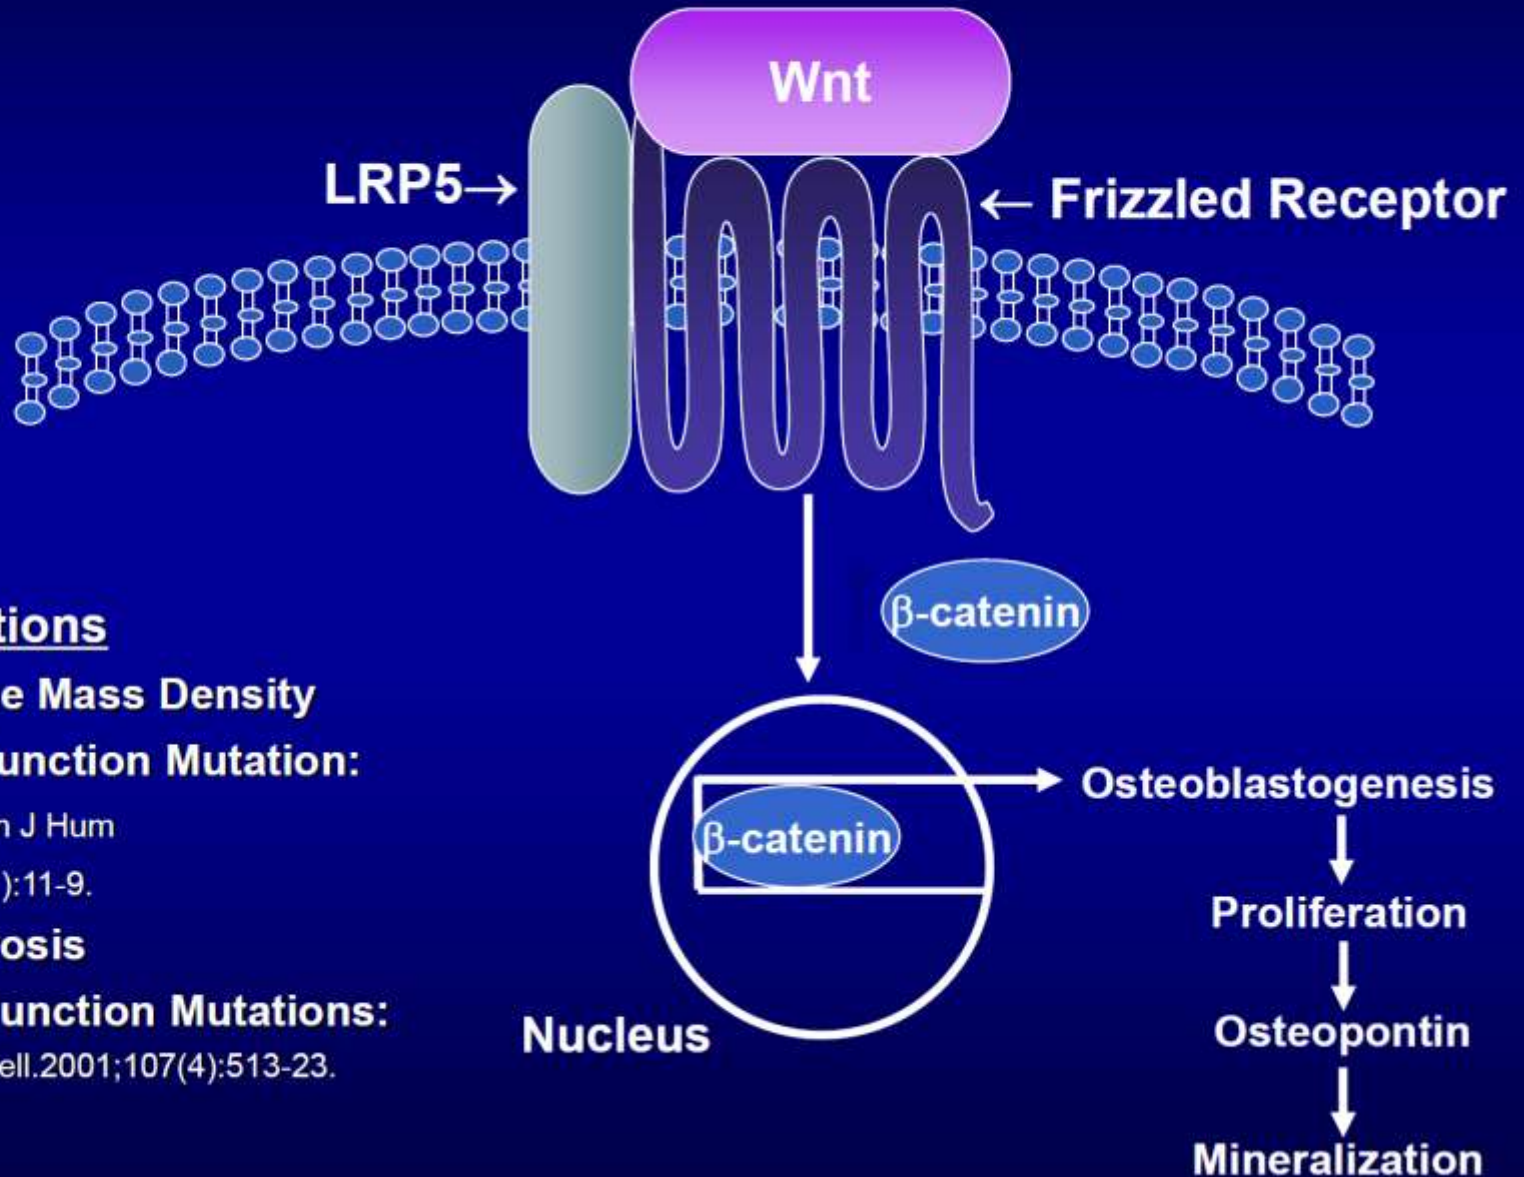 Wnt
LRP5→
← Frizzled Receptor
β-catenin
tions
e Mass Density
unction Mutation:
n J Hum
):11-9.
osis
unction Mutations:
ell.2001;107(4):513-23.
β-catenin
Nucleus
Osteoblastogenesis
Proliferation
Osteopontin
Mineralization